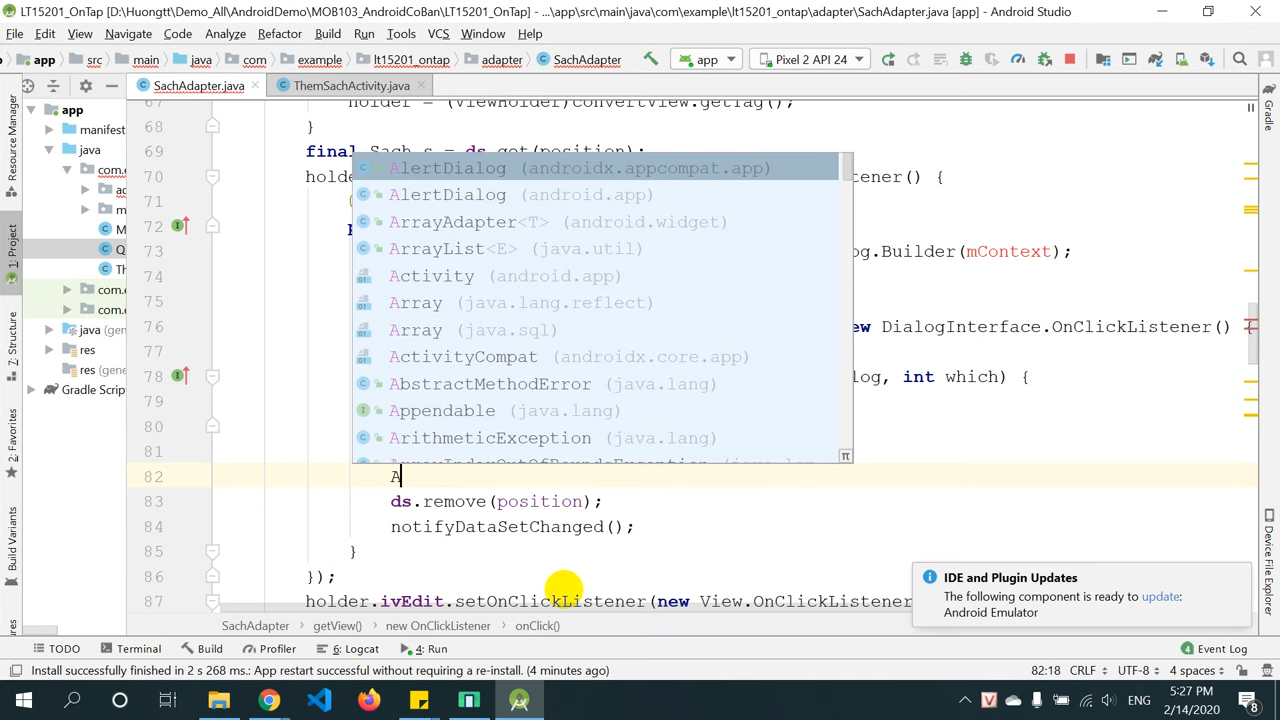 LT15201_OnTap [D:\Huongtt\Demo_All\AndroidDemo\MOB103_AndroidCoBan\LT15201_OnTap] - ...\app\src\main\java\com\example\lt15201_ontap\adapter\SachAdapter.java [app] - Android Studio
File Edit View Navigate Code Analyze Refactor Build Run Tools VCS Window Help
app src main java com example lt15201_ontap adapter SachAdapter app Pixel 2 API 24
SachAdapter.java ThemSachActivity.java
Resource Manager
1: Project
Z: Structure
2: Favorites
Build Variants
Gradle
Device File Explorer
app
manifest
java
com.e
ac
m
M
Q
Th
com.e
com.e
java (gene
res
res (gene
Gradle Scrip
67 holder = (ViewHolder)convertView.getTag();
68 }
69 final Sach s = ds.get(position);
70 hold tener() {
71
72
73 og.Builder(mContext);
74
75
76 ew DialogInterface.OnClickListener() {
77
78 log, int which) {
79
80
81
82 A
83 ds.remove(position);
84 notifyDataSetChanged();
85 }
86 });
87 holder.ivEdit.setOnClickListener(new View.OnClickListener
AlertDialog (androidx.appcompat.app)
AlertDialog (android.app)
ArrayAdapter<T> (android.widget)
ArrayList<E> (java.util)
Activity (android.app)
Array (java.lang.reflect)
Array (java.sql)
ActivityCompat (androidx.core.app)
AbstractMethodError (java.lang)
Appendable (java.lang)
ArithmeticException (java.lang)
IDE and Plugin Updates
The following component is ready to update:
Android Emulator
SachAdapter getView() new OnClickListener onClick()
TODO Terminal Build Profiler 6: Logcat 4: Run 4 Event Log
Install successfully finished in 2 s 268 ms.: App restart successful without requiring a re-install. (4 minutes ago) 82:18 CRLF UTF-8 4 spaces
ENG 5:27 PM
2/14/2020
8